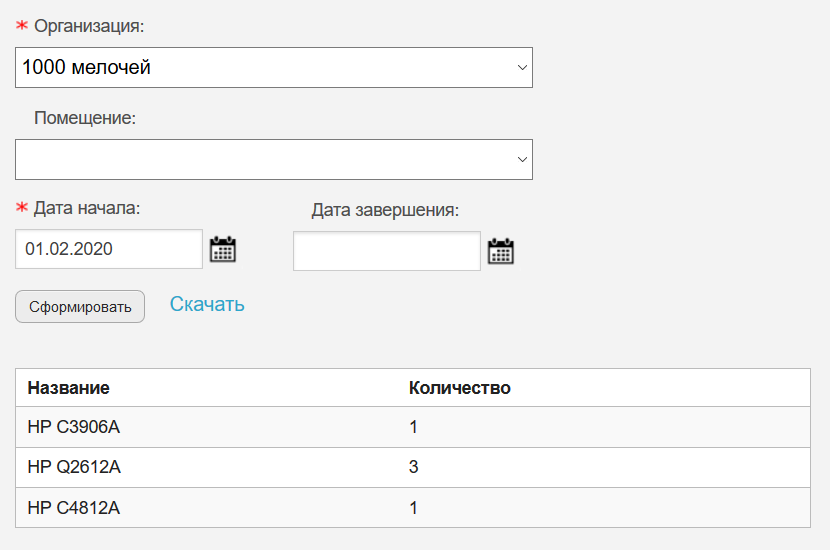 * Организация:
1000 мелочей
Помещение:
* Дата начала:
Дата завершения:
01.02.2020
Сформировать Скачать
Название Количество
HP C3906A 1
HP Q2612A 3
HP C4812A 1